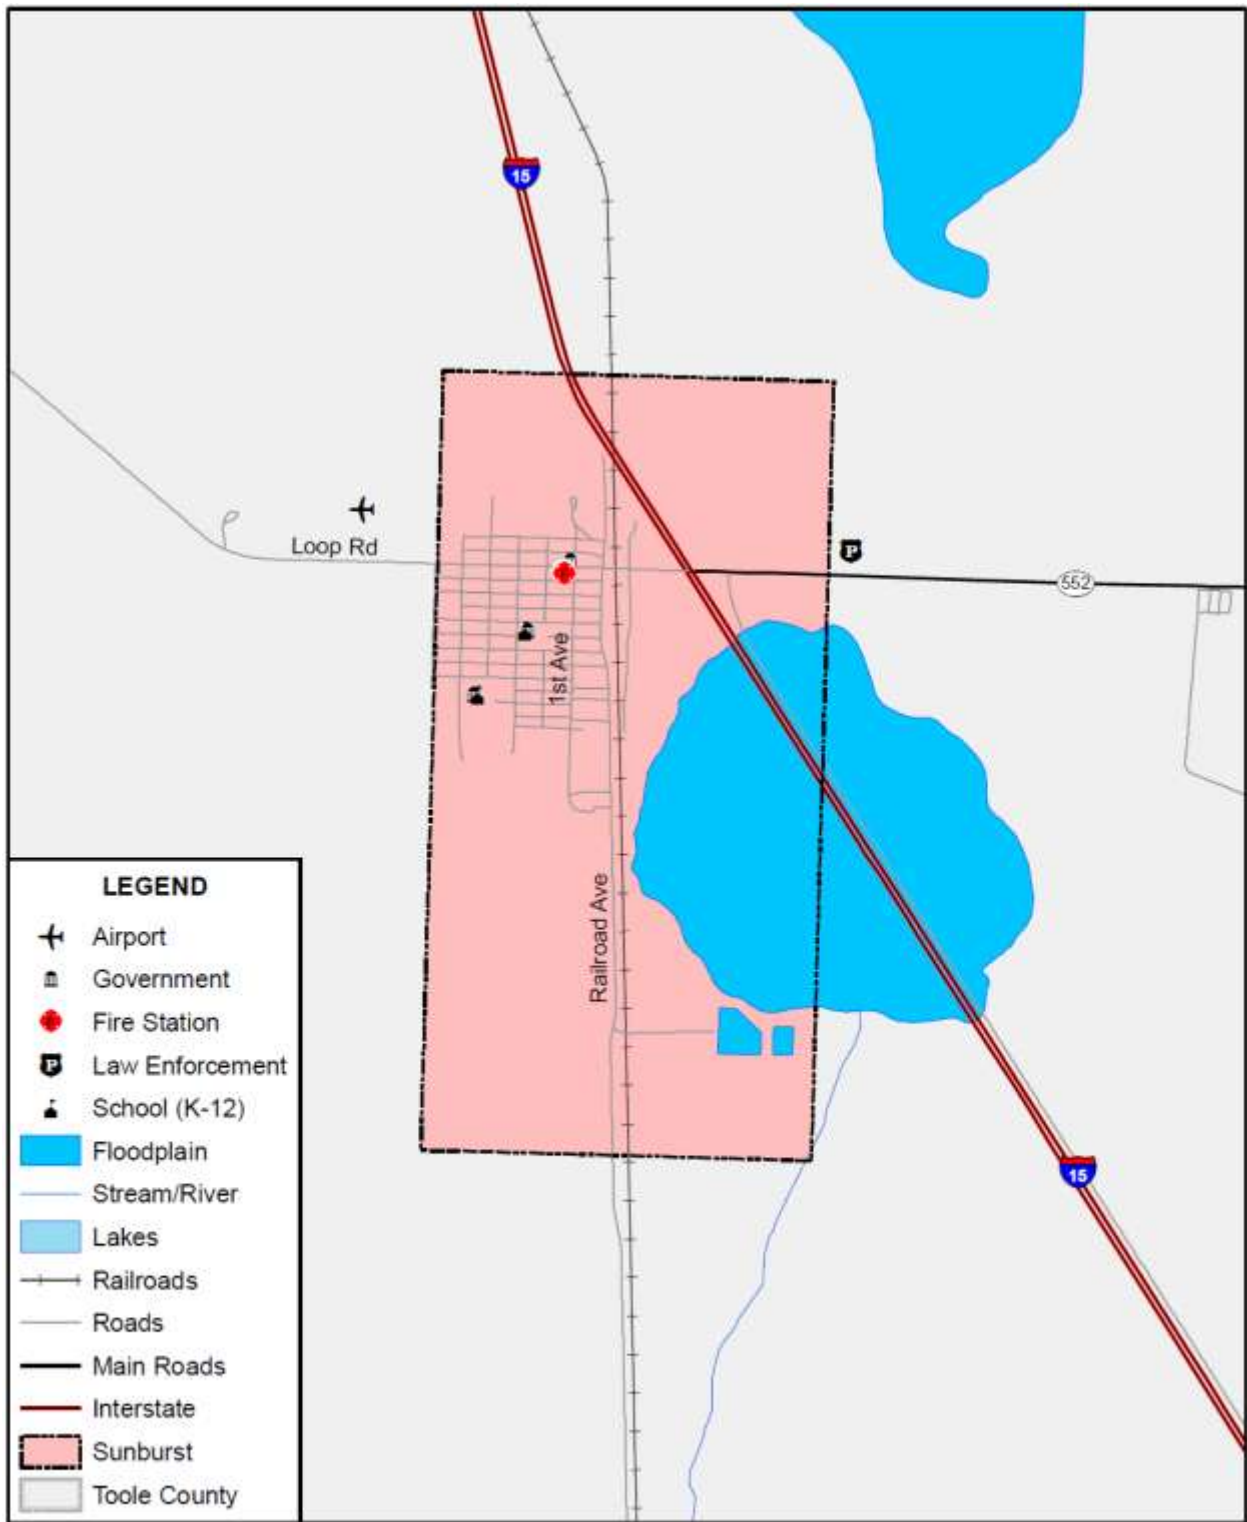 15
Loop Rd
P
552
1st Ave
Railroad Ave
15
LEGEND
Airport
Government
Fire Station
P Law Enforcement
School (K-12)
Floodplain
Stream/River
Lakes
Railroads
Roads
Main Roads
Interstate
Sunburst
Toole County